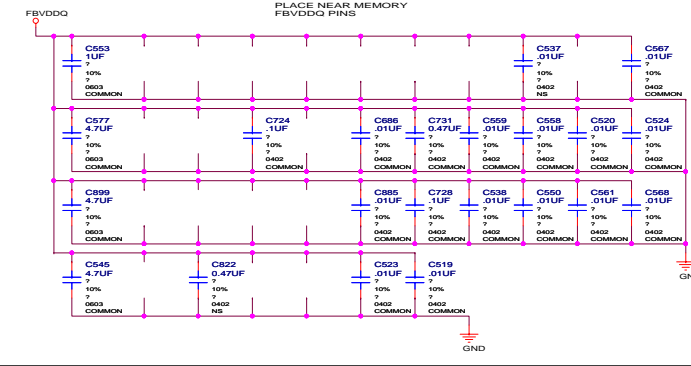 PLACE NEAR MEMORY
FBVDDQ PINS
FBVDDQ
C553
1UF
?
10%
?
0603
COMMON
C537
.01UF
?
10%
?
0402
NS
C567
.01UF
?
10%
?
0402
COMMON
C577
4.7UF
?
10%
?
0603
COMMON
C724
.1UF
?
10%
?
0402
COMMON
C686
.01UF
?
10%
?
0402
COMMON
C731
0.47UF
?
10%
?
0402
COMMON
C559
.01UF
?
10%
?
0402
COMMON
C558
.01UF
?
10%
?
0402
COMMON
C520
.01UF
?
10%
?
0402
COMMON
C524
.01UF
?
10%
?
0402
COMMON
C899
4.7UF
?
10%
?
0603
COMMON
C885
.01UF
?
10%
?
0402
COMMON
C728
.1UF
?
10%
?
0402
COMMON
C538
.01UF
?
10%
?
0402
COMMON
C550
.01UF
?
10%
?
0402
COMMON
C561
.01UF
?
10%
?
0402
COMMON
C568
.01UF
?
10%
?
0402
COMMON
C545
4.7UF
?
10%
?
0603
COMMON
C822
0.47UF
?
10%
?
0402
NS
C523
.01UF
?
10%
?
0402
COMMON
C519
.01UF
?
10%
?
0402
COMMON
GND